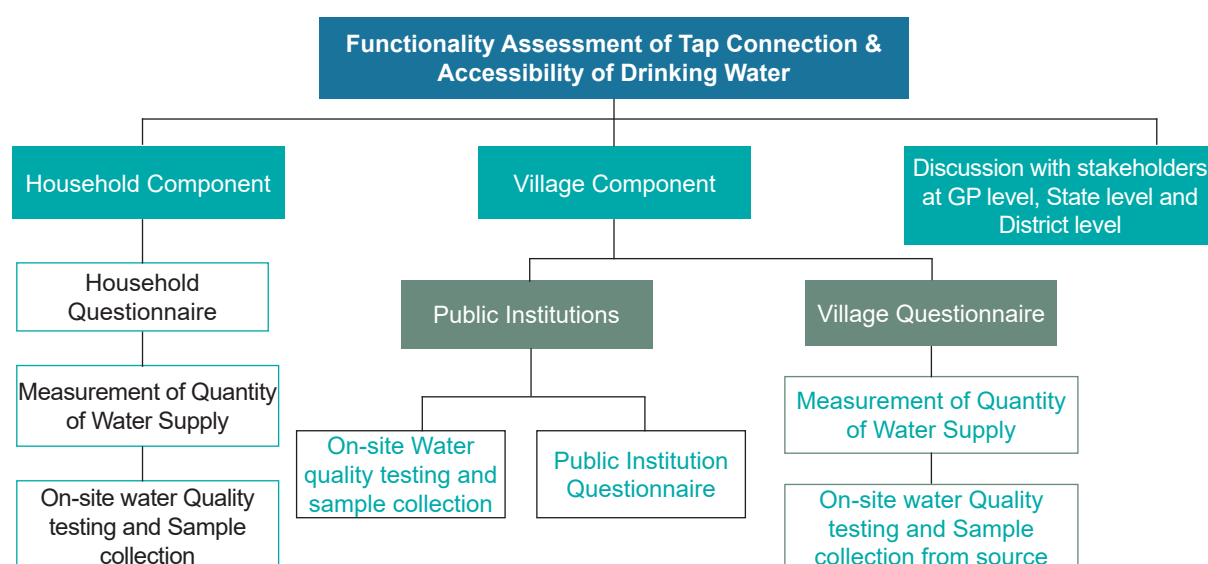 Functionality Assessment of Tap Connection &
Accessibility of Drinking Water
Household Component
Village Component
Discussion with stakeholders
at GP level, State level and
District level
Household
Questionnaire
Public Institutions
Village Questionnaire
Measurement of Quantity
of Water Supply
Measurement of Quantity
of Water Supply
On-site Water
quality testing and
sample collection
Public Institution
Questionnaire
On-site water Quality
testing and Sample
collection
On-site water Quality
testing and Sample
collection from source